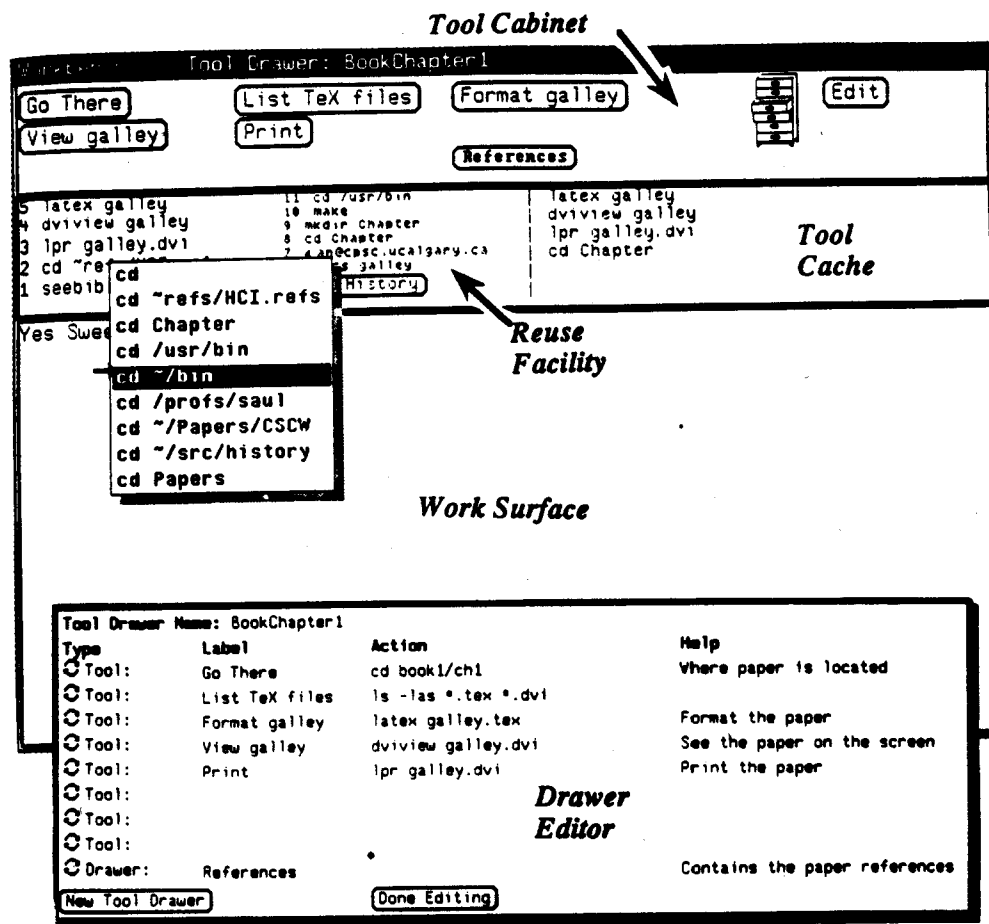 Tool Cabinet
Tool Drawer: BookChapter1
Go There List TeX files Format galley Edit
View galley Print
References
5 latex galley
4 dviview galley
3 lpr galley.dvi
2 cd
1 seebib
11 cd /usr/bin
10 make
9 mkdir Chapter
8 cd Chapter
7
galley
History
latex galley
dviview galley
lpr galley.dvi
cd Chapter
Tool
Cache
Yes
cd
cd ~refs/HCI.refs
cd Chapter
cd /usr/bin
cd ~/bin
cd /profs/saul
cd ~/Papers/CSCW
cd ~/src/history
cd Papers
Reuse
Facility
Work Surface
Tool Drawer Name: BookChapter1
Type Label Action Help
Tool: Go There cd book1/ch1 Where paper is located
Tool: List TeX files ls -las *.tex *.dvi
Tool: Format galley latex galley.tex Format the paper
Tool: View galley dviview galley.dvi See the paper on the screen
Tool: Print lpr galley.dvi Print the paper
Tool:
Tool:
Tool:
Drawer: References Contains the paper references
Drawer
Editor
New Tool Drawer Done Editing